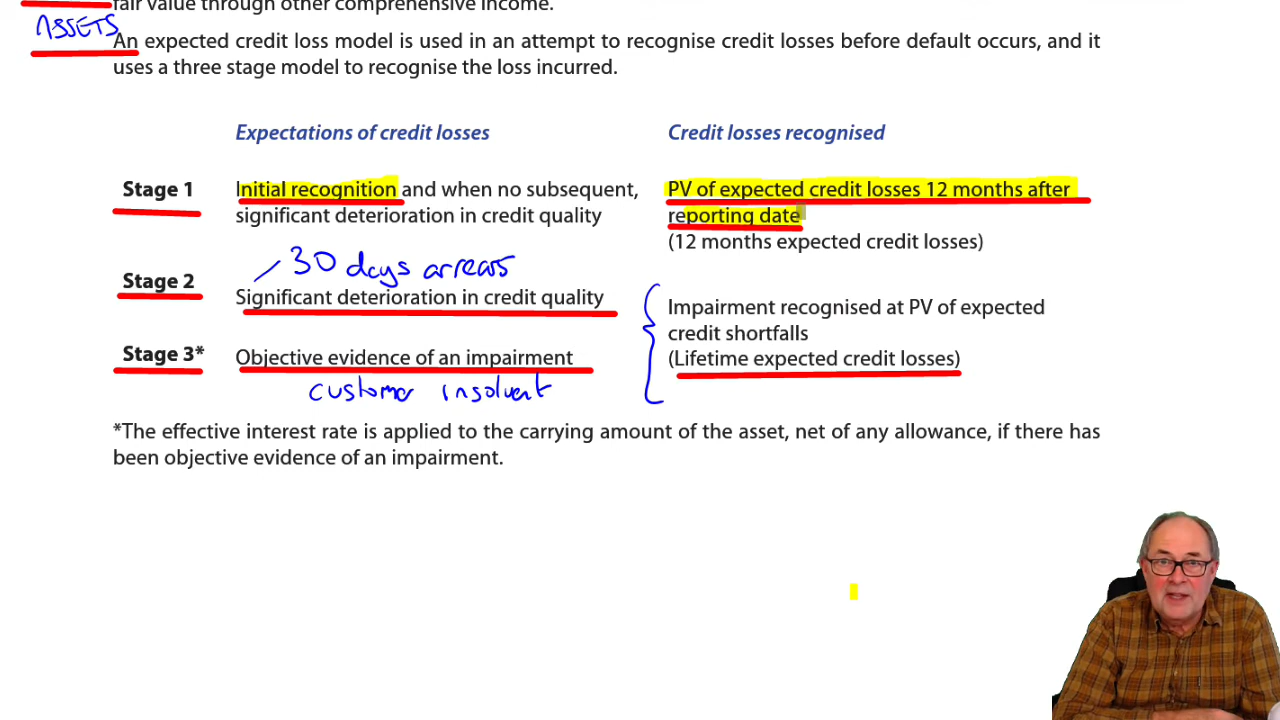 fair value through other comprehensive income.
ASSETS
An expected credit loss model is used in an attempt to recognise credit losses before default occurs, and it
uses a three stage model to recognise the loss incurred.
Expectations of credit losses Credit losses recognised
Stage 1 Initial recognition and when no subsequent, PV of expected credit losses 12 months after
significant deterioration in credit quality reporting date
(12 months expected credit losses)
30 days arrears
Stage 2 Significant deterioration in credit quality Impairment recognised at PV of expected
credit shortfalls
Stage 3* Objective evidence of an impairment (Lifetime expected credit losses)
customer insolvent
*The effective interest rate is applied to the carrying amount of the asset, net of any allowance, if there has
been objective evidence of an impairment.